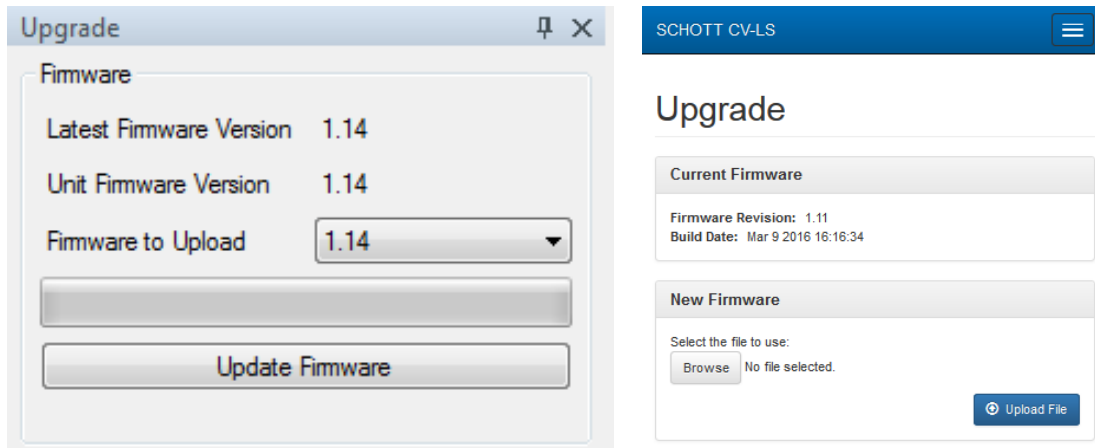 Upgrade
Firmware
Latest Firmware Version 1.14
Unit Firmware Version 1.14
Firmware to Upload 1.14
Update Firmware
SCHOTT CV-LS
Upgrade
Current Firmware
Firmware Revision: 1.11
Build Date: Mar 9 2016 16:16:34
New Firmware
Select the file to use:
Browse No file selected.
Upload File